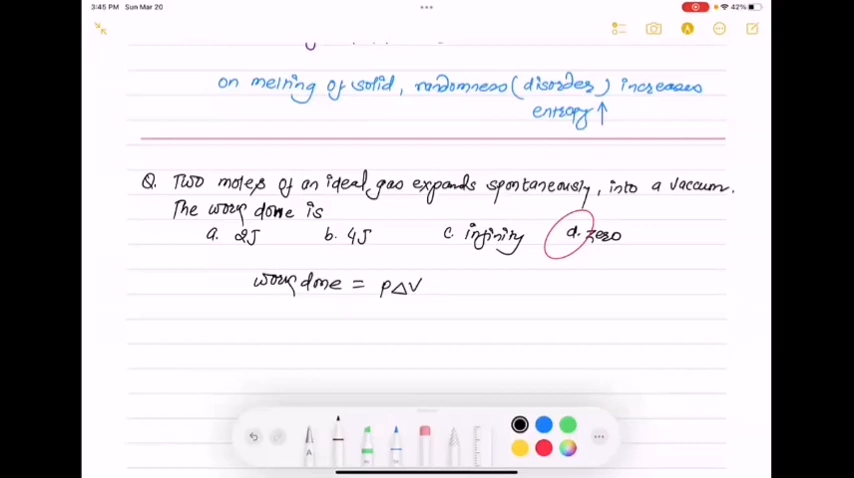 3:45 PM Sun Mar 20
42%
on melting of solid, randomness (disorder) increases
entropy ↑
Q. Two moles of an ideal gas expands spontaneously, into a vaccum.
The work done is
a. 2J b. 4J c. infinity d. zero
work done = PΔV
A